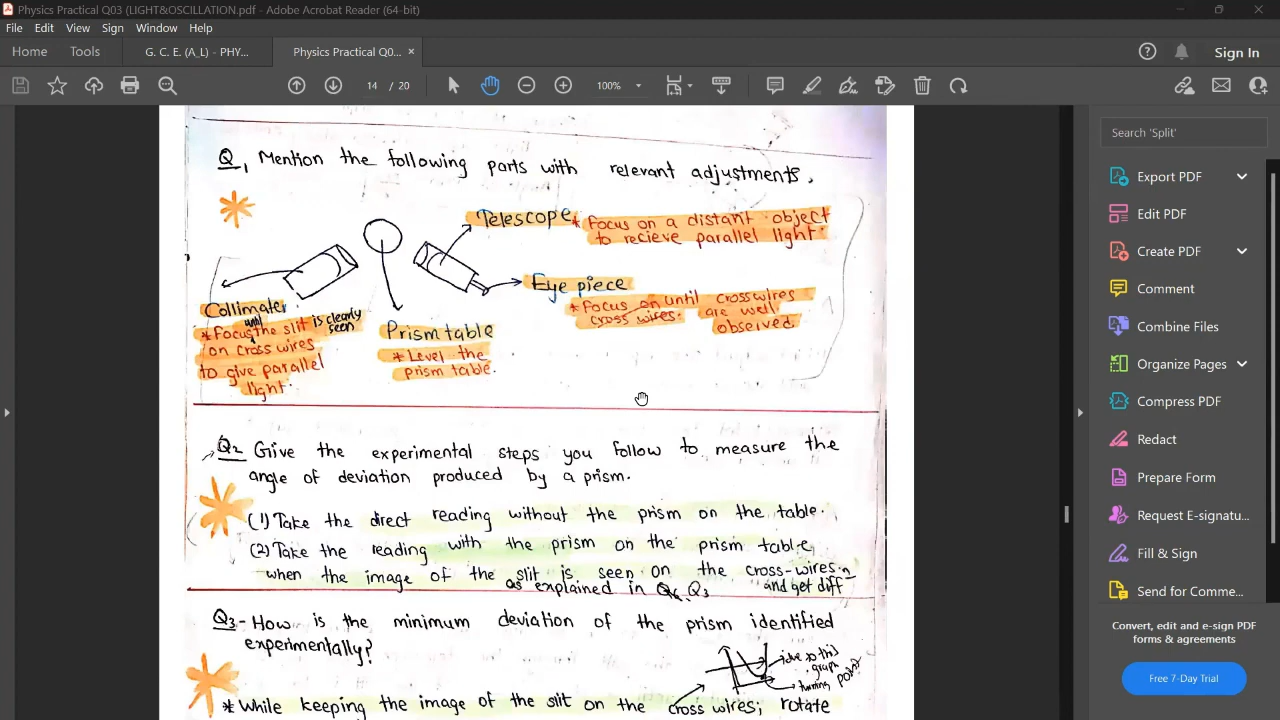 Physics Practical Q03 (LIGHT&OSCILLATION.pdf - Adobe Acrobat Reader (64-bit)
File Edit View Sign Window Help
Home Tools G. C. E. (A_L) - PHY... Physics Practical Q0... × Sign In
14 / 20 100%
Search 'Split'
Export PDF
Edit PDF
Create PDF
Comment
Combine Files
Organize Pages
Compress PDF
Redact
Prepare Form
Request E-signatu...
Fill & Sign
Send for Comme...
Convert, edit and e-sign PDF
forms & agreements
Free 7-Day Trial
Q1 Mention the following parts with relevant adjustments.
Telescope * Focus on a distant object
to recieve parallel light
Eye piece
* Focus on until crosswires
cross wires. are well
observed
Collimater
* Focus until the slit is clearly seen
on cross wires
to give parallel
light.
Prism table
* Level the
prism table.
Q2 Give the experimental steps you follow to measure the
angle of deviation produced by a prism.
(1) Take the direct reading without the prism on the table.
(2) Take the reading with the prism on the prism table,
when the image of the slit is seen on the cross-wires.
as explained in Q3 and get diff
Q3- How is the minimum deviation of the prism identified
experimentally?
due to this
graph
turning point
* While keeping the image of the slit on the cross wires; rotate